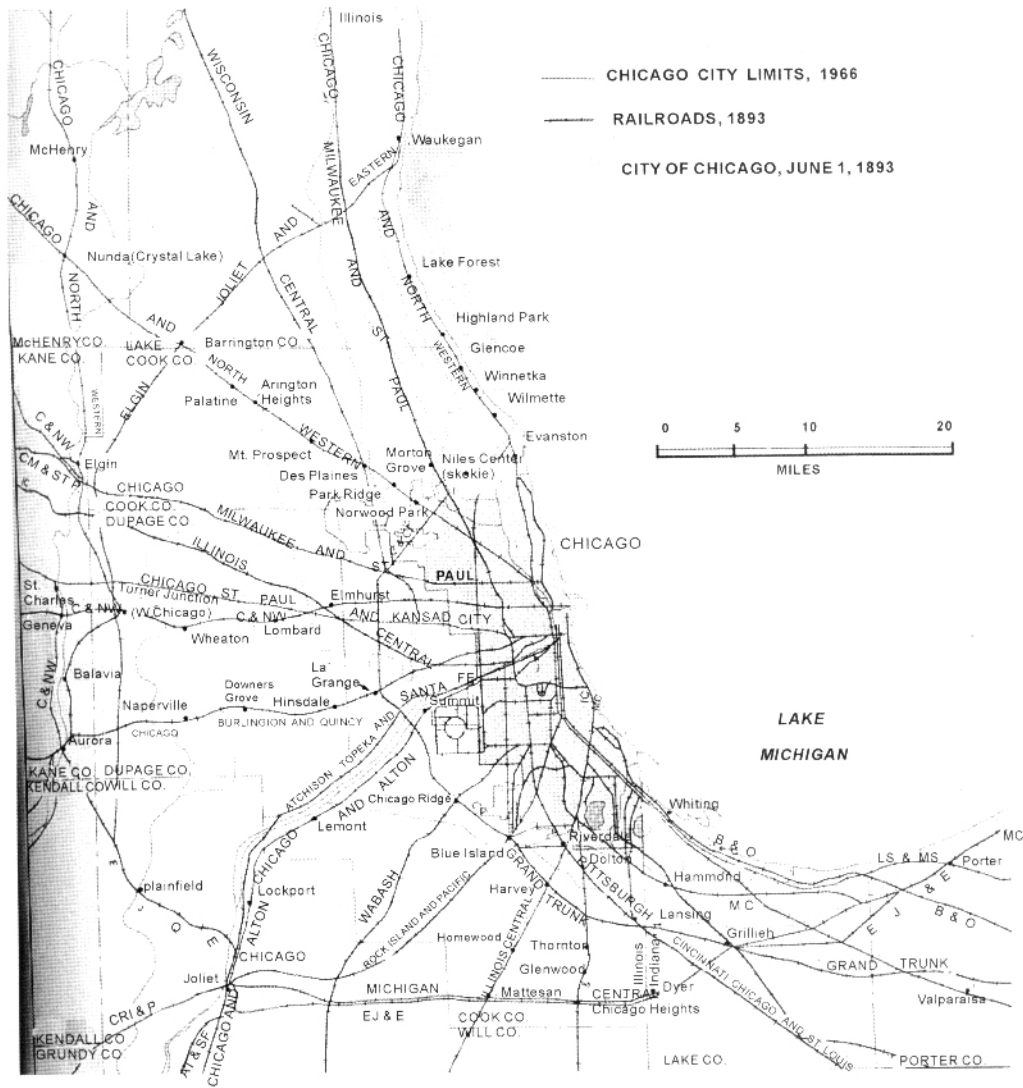 Illinois
CHICAGO CITY LIMITS, 1966
RAILROADS, 1893
CITY OF CHICAGO, JUNE 1, 1893
CHICAGO
WISCONSIN
CHICAGO
CHICAGO
McHenry
Waukegan
EASTERN
MILWAUKEE
CHICAGO
AND
AND
AND
Nunda(Crystal Lake)
JOLIET
Lake Forest
NORTH
CENTRAL
AND
NORTH
AND
ST
Highland Park
McHENRY CO.
KANE CO.
LAKE
COOK CO.
Barrington CO
Glencoe
NORTH
WESTERN
Winnetka
Arington
Heights
Palatine
PAUL
Wilmette
WESTERN
ELGIN
C & NW
WESTERN
Evanston
0 5 10 20
MILES
Mt. Prospect
Morton
Grove
Niles Center
(skokie)
Elgin
CM & ST P
Des Plaines
Park Ridge
Norwood Park
CHICAGO
COOK CO.
DUPAGE CO
MILWAUKEE AND
ST.
PAUL
CHICAGO
ILLINOIS
CHICAGO ST PAUL
AND KANSAD CITY
St.
Charles
Turner Junction
(W.Chicago)
Elmhurst
C & NW
C & NW
Geneva
Wheaton
Lombard
CENTRAL
C & NW
Balavia
La
Grange
SANTA FE
Downers
Grove
Hinsdale
Summit
Naperville
BURLINGION AND QUINCY
CHICAGO
IC
MC
LAKE
MICHIGAN
Aurora
ATCHISON TOPEKA AND
KANE CO. DUPAGE CO,
KENDALL COWILL CO.
AND ALTON
Chicago Ridge
Lemont
CHICAGO
Whiting
B & O
Riverdale
Dolton
Blue Island
MC
LS & MS
Porter
E
J
&
E
plainfield
Lockport
WABASH
GRAND TRUNK
PITTSBURGH
Hammond
MC
Harvey
ROCK ISLAND AND PACIFIC
B & O
E J & E
ALTON
Lansing
Homewood
ILLINOIS CENTRAL
Thornton
Grillieh
CHICAGO
Illinois
Indiana
CINCINNATI, CHICAGO AND ST. LOUIS
GRAND TRUNK
Glenwood
Joliet
MICHIGAN
Mattesan
CENTRAL
Dyer
Chicago Heights
Valparaisa
CRI & P
EJ & E
COOK CO.
WILL CO.
KENDALL CO
GRUNDY CO.
AT & SF
CHICAGO AND
LAKE CO.
PORTER CO.